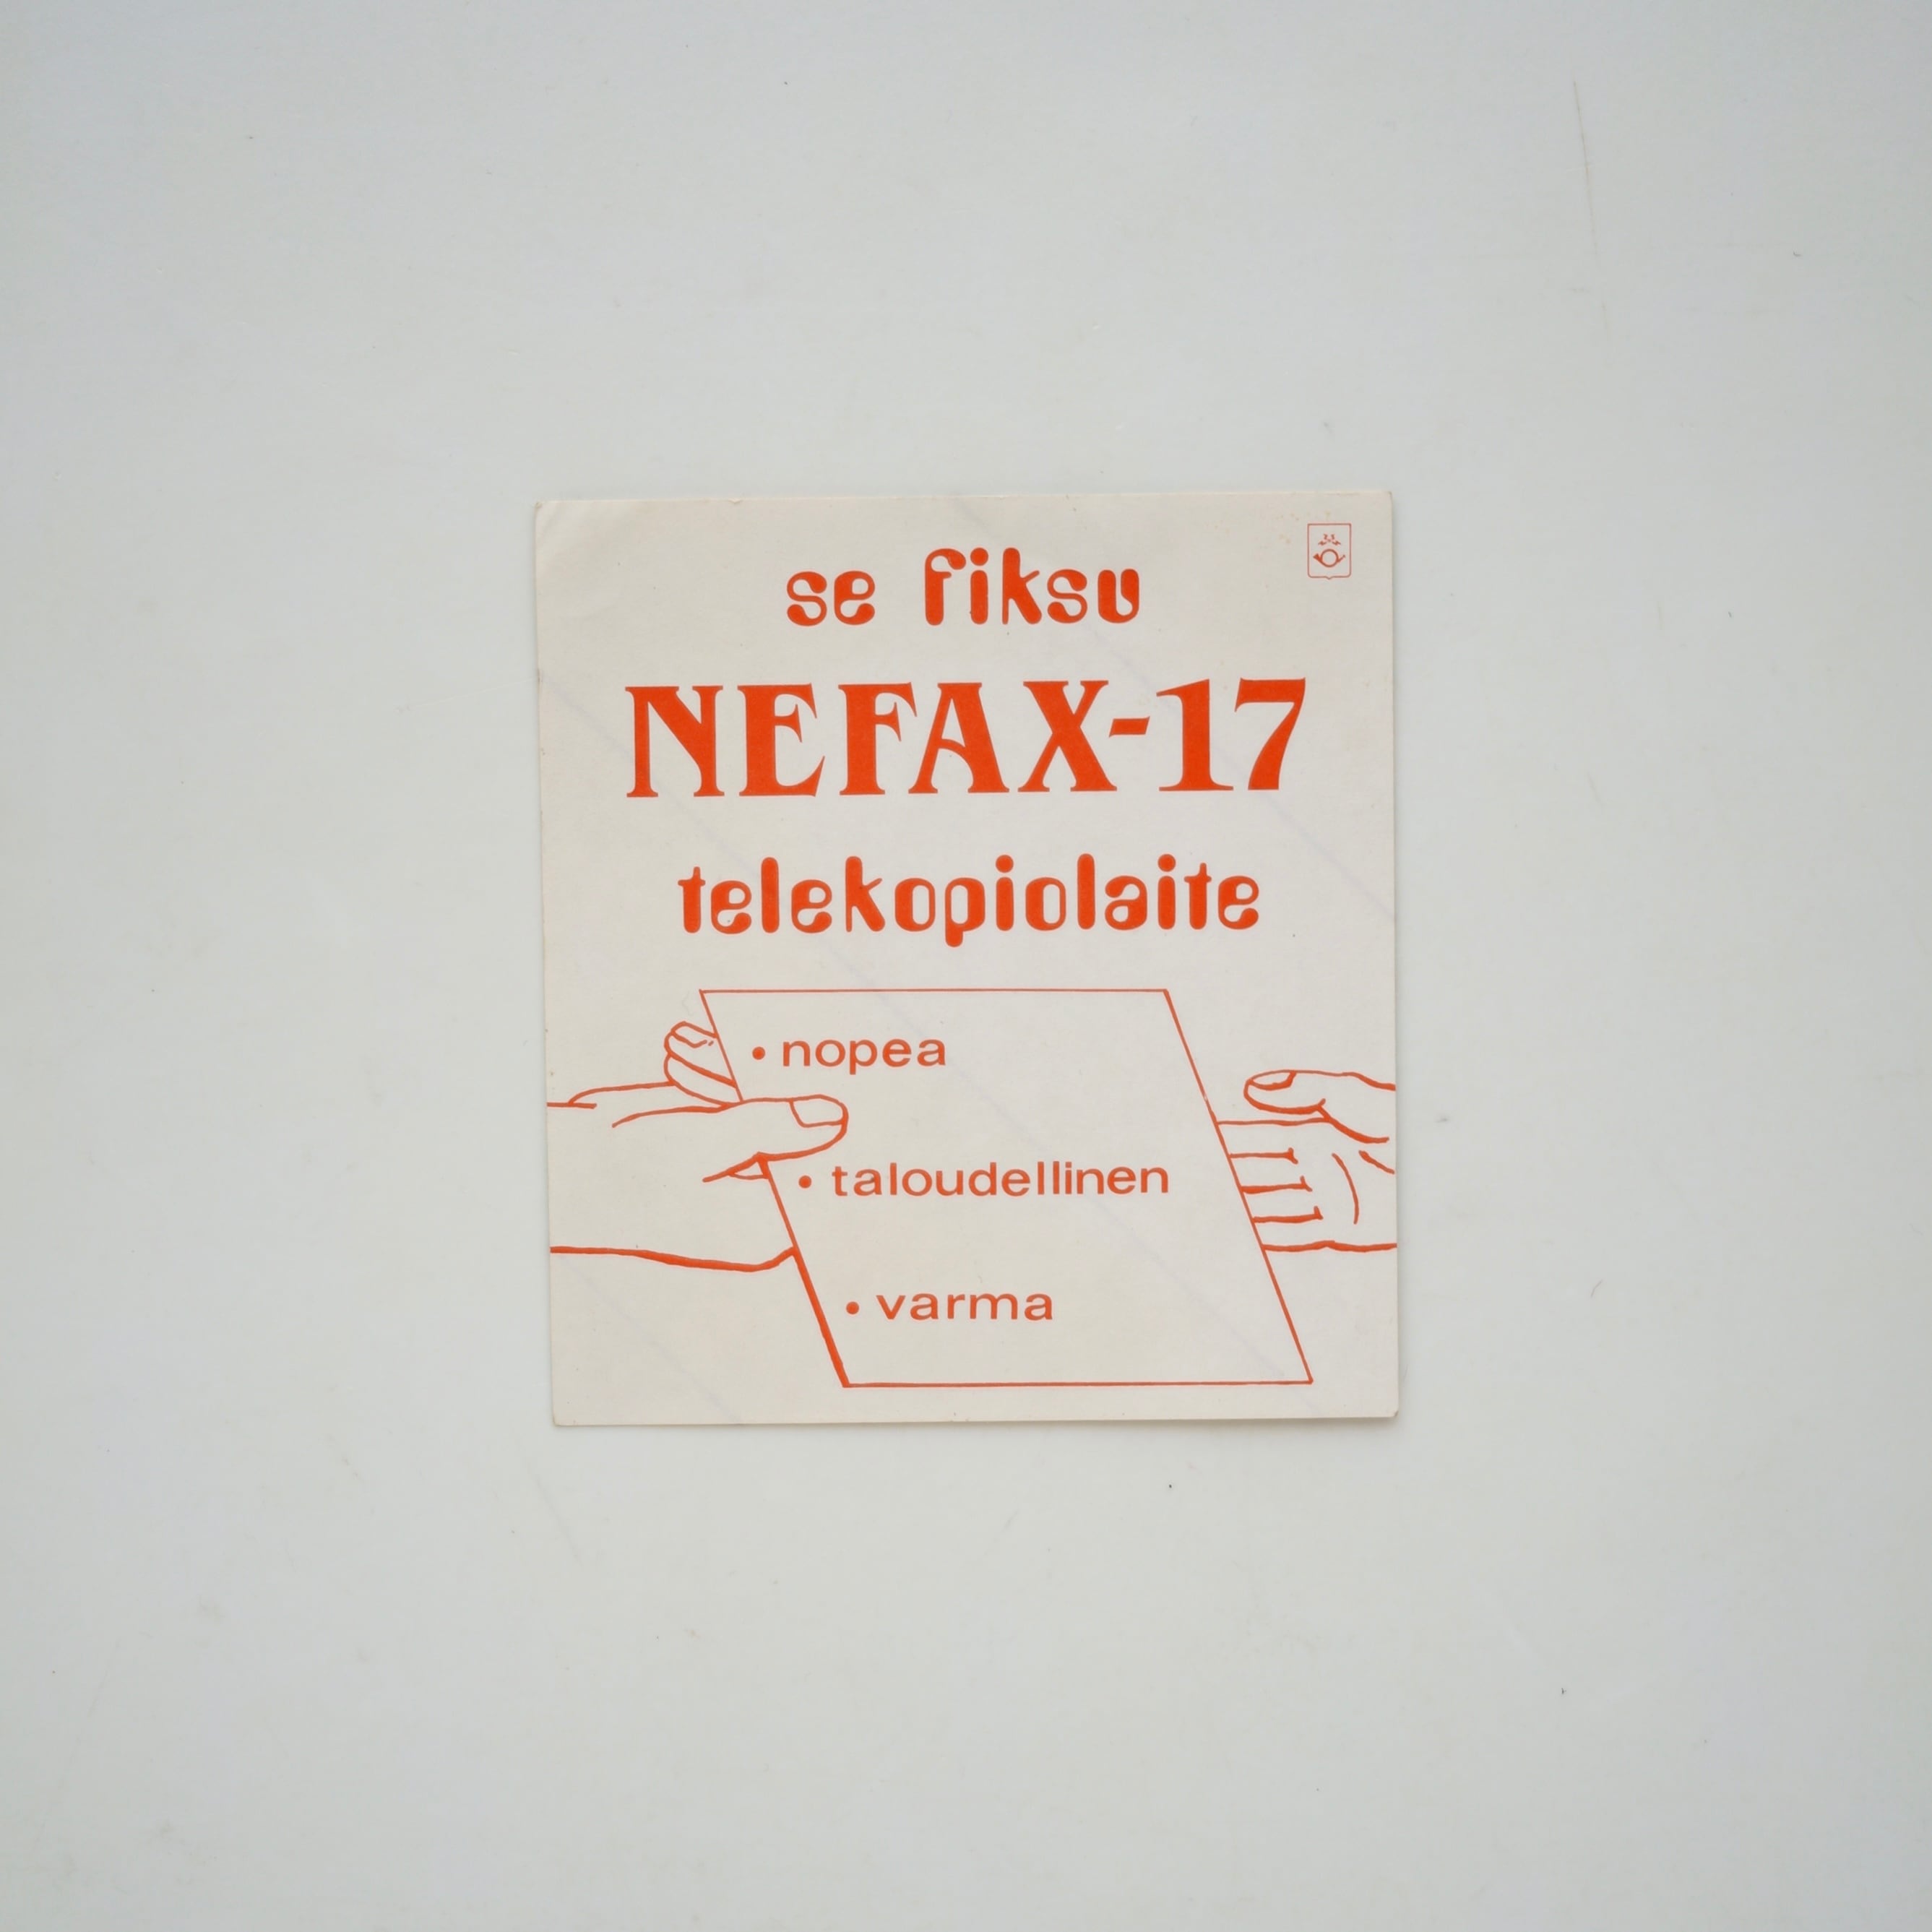 se fiksu
NEFAX-17
telekopiolaite
• nopea
• taloudellinen
• varma